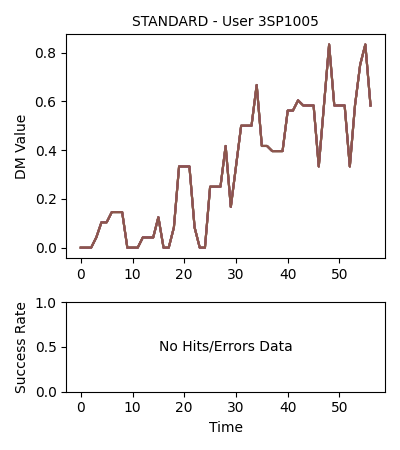 STANDARD - User 3SP1005
DM Value
0.8
0.6
0.4
0.2
0.0
0 10 20 30 40 50
Success Rate
1.0
0.5
0.0
No Hits/Errors Data
0 10 20 30 40 50
Time